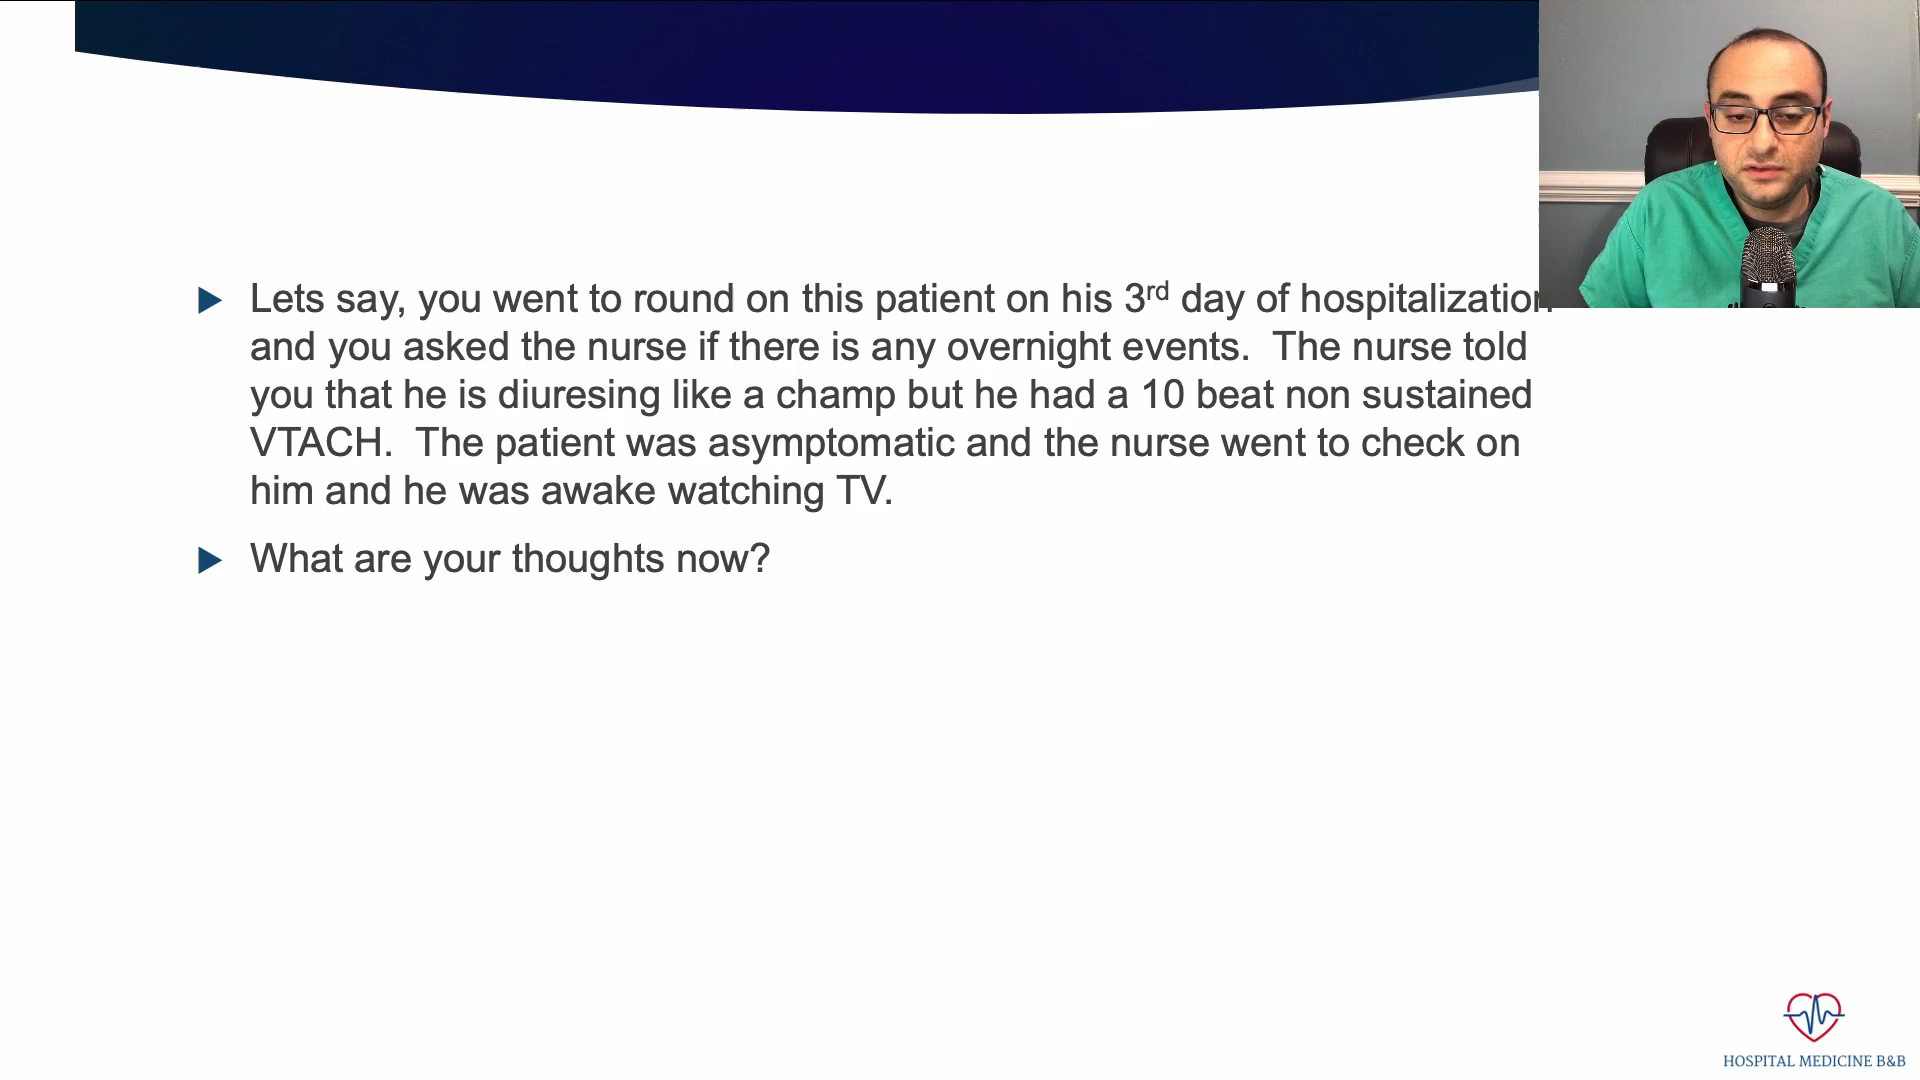 Lets say, you went to round on this patient on his 3rd day of hospitalization
and you asked the nurse if there is any overnight events.  The nurse told
you that he is diuresing like a champ but he had a 10 beat non sustained
VTACH.  The patient was asymptomatic and the nurse went to check on
him and he was awake watching TV.
What are your thoughts now?
HOSPITAL MEDICINE B&B